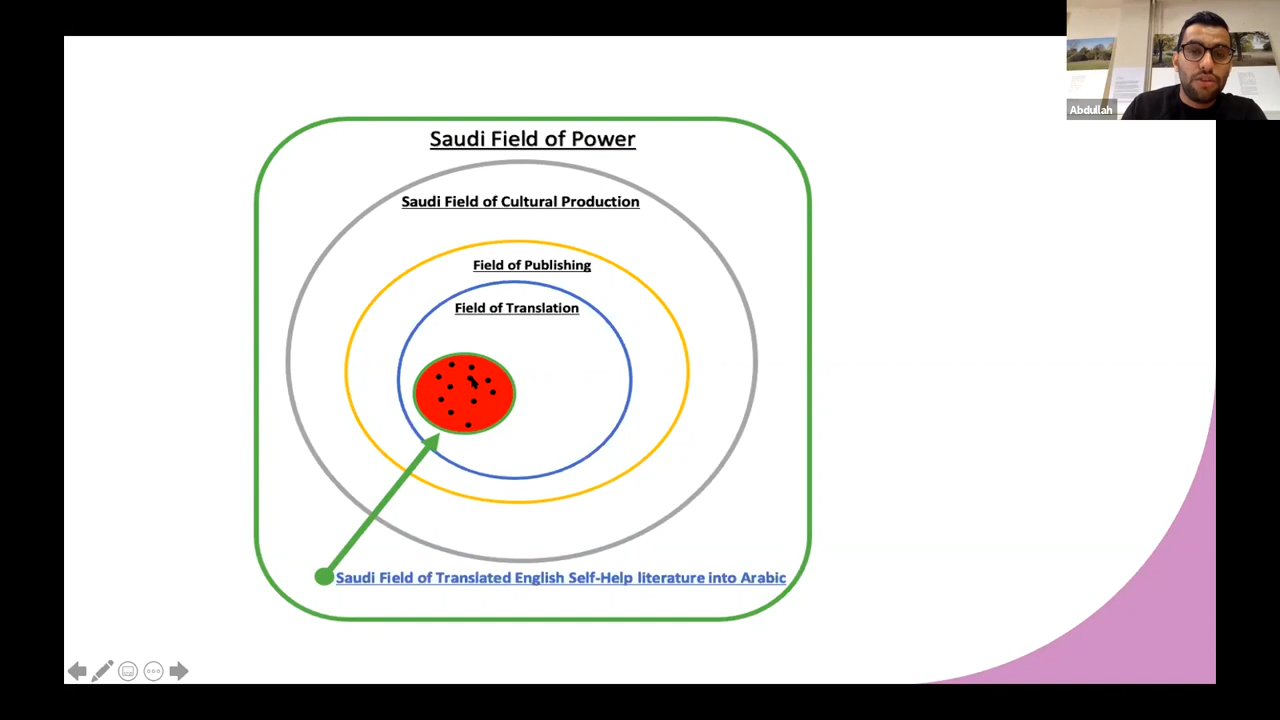 Abdullah
Saudi Field of Power
Saudi Field of Cultural Production
Field of Publishing
Field of Translation
Saudi Field of Translated English Self-Help literature into Arabic